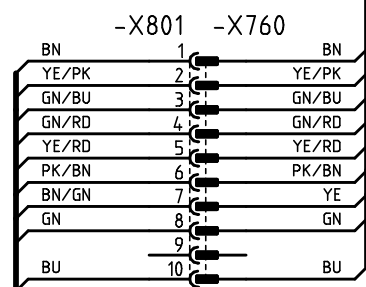 -X801 -X760
BN 1 BN
YE/PK 2 YE/PK
GN/BU 3 GN/BU
GN/RD 4 GN/RD
YE/RD 5 YE/RD
PK/BN 6 PK/BN
BN/GN 7 YE
GN 8 GN
9
BU 10 BU